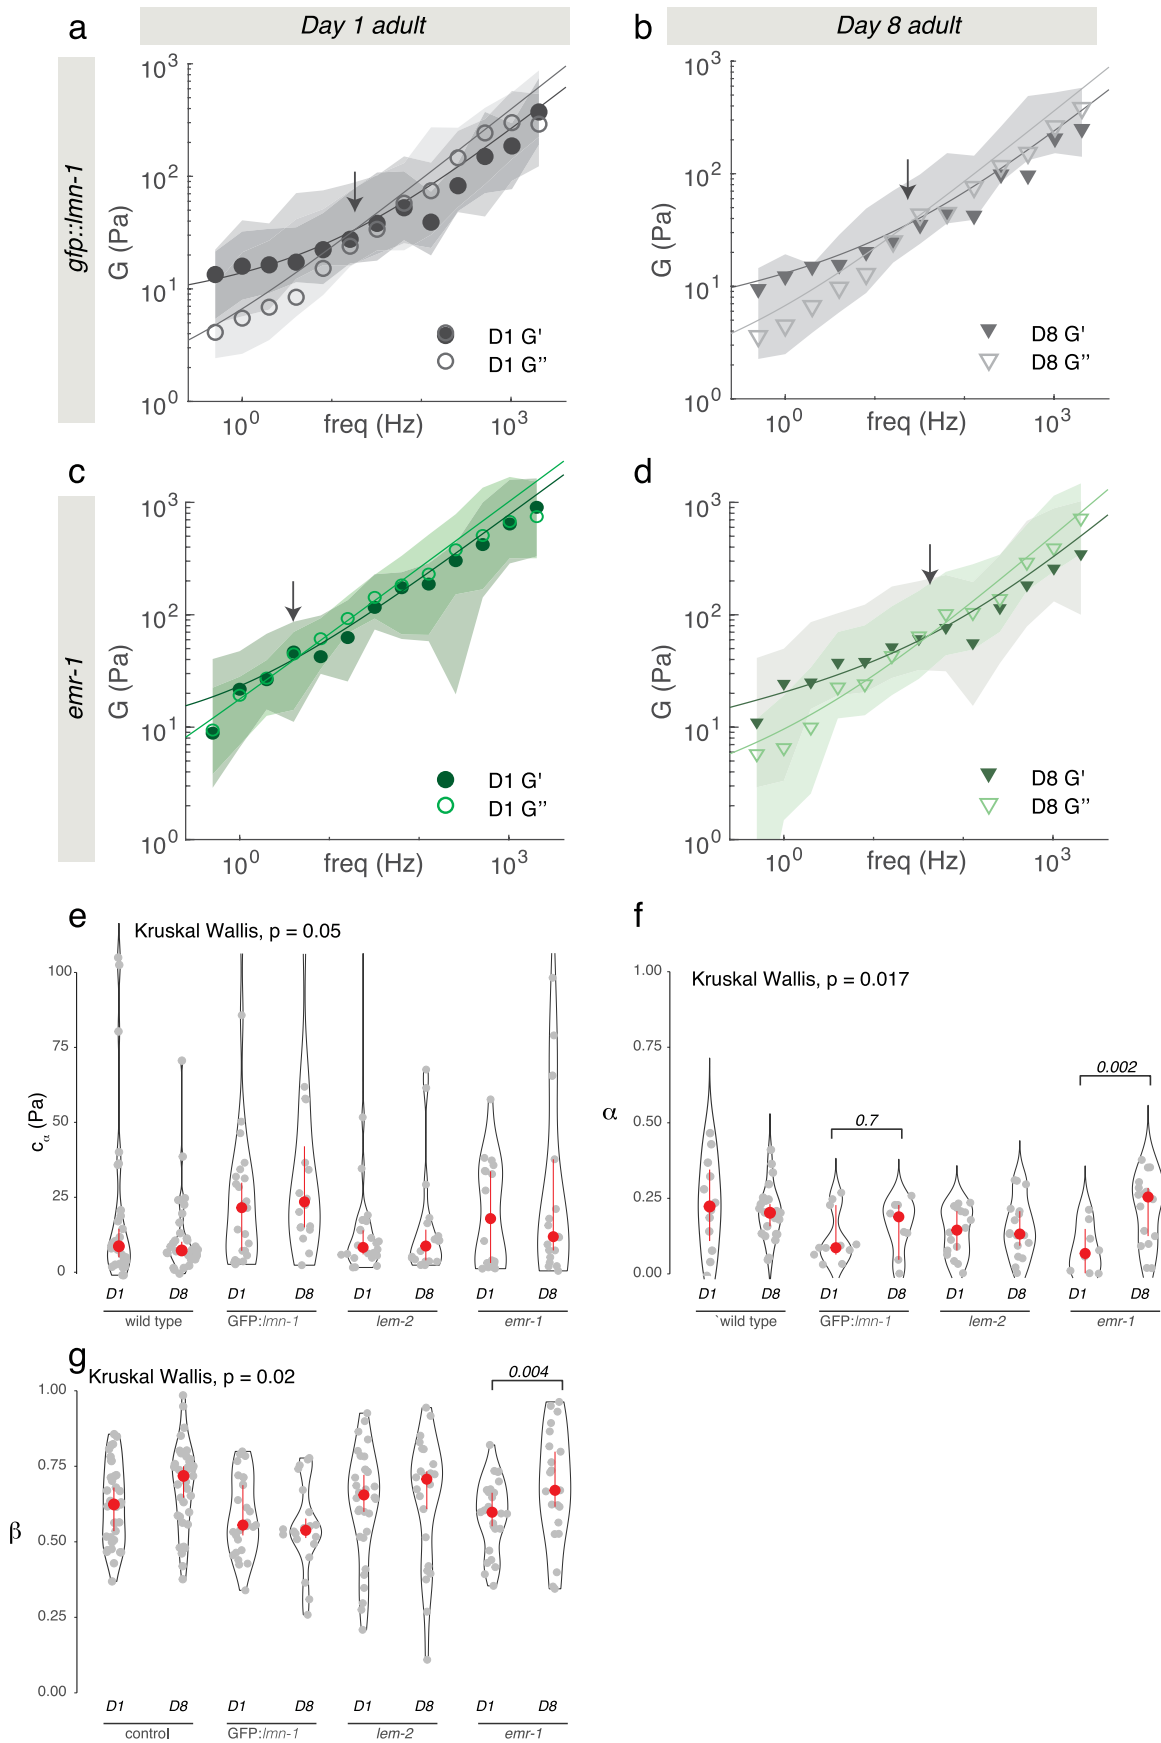 a
Day 1 adult
b
Day 8 adult
gfp::lmn-1
10³
10²
10¹
10⁰
G (Pa)
D1 G'
D1 G’’
10⁰
freq (Hz)
10³
10³
10²
10¹
10⁰
G (Pa)
D8 G'
D8 G’’
10⁰
freq (Hz)
10³
c
d
emr-1
10³
10²
10¹
10⁰
G (Pa)
D1 G'
D1 G’’
10⁰
freq (Hz)
10³
10³
10²
10¹
10⁰
G (Pa)
D8 G'
D8 G’’
10⁰
freq (Hz)
10³
e
Kruskal Wallis, p = 0.05
100
75
50
25
0
cα (Pa)
D1 D8 D1 D8 D1 D8 D1 D8
wild type GFP:lmn-1 lem-2 emr-1
f
Kruskal Wallis, p = 0.017
1.00
0.75
0.50
0.25
0.00
α
0.7
0.002
D1 D8 D1 D8 D1 D8 D1 D8
`wild type GFP:lmn-1 lem-2 emr-1
g
Kruskal Wallis, p = 0.02
1.00
0.75
0.50
0.25
0.00
β
0.004
D1 D8 D1 D8 D1 D8 D1 D8
control GFP:lmn-1 lem-2 emr-1